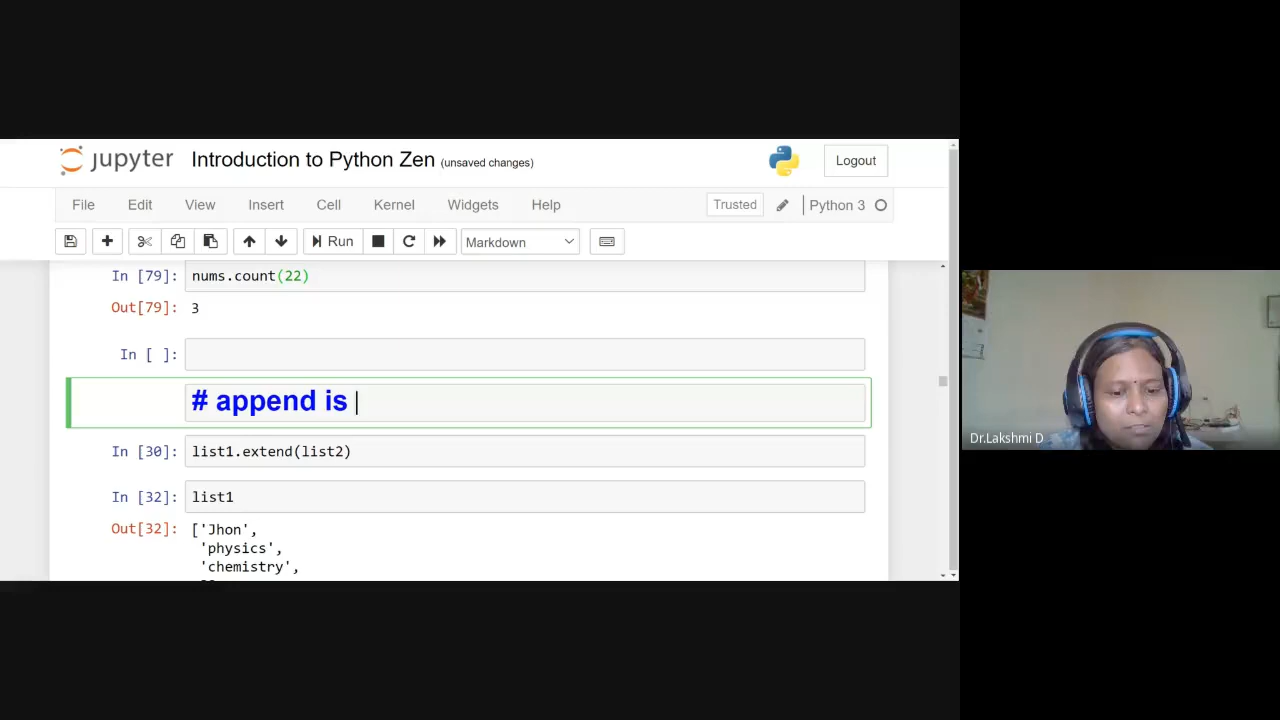 jupyter Introduction to Python Zen (unsaved changes) Logout
File Edit View Insert Cell Kernel Widgets Help Trusted Python 3
Run Markdown
In [79]: nums.count(22)
Out[79]: 3
In [ ]:
# append is
In [30]: list1.extend(list2)
In [32]: list1
Out[32]: ['Jhon',
'physics',
'chemistry',
Dr.Lakshmi D